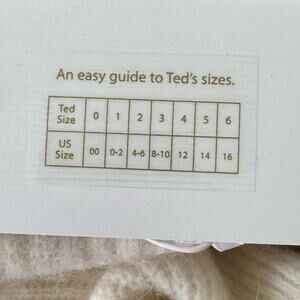 An easy guide to Ted's sizes.
Ted Size 0 1 2 3 4 5 6
US Size 00 0-2 4-6 8-10 12 14 16